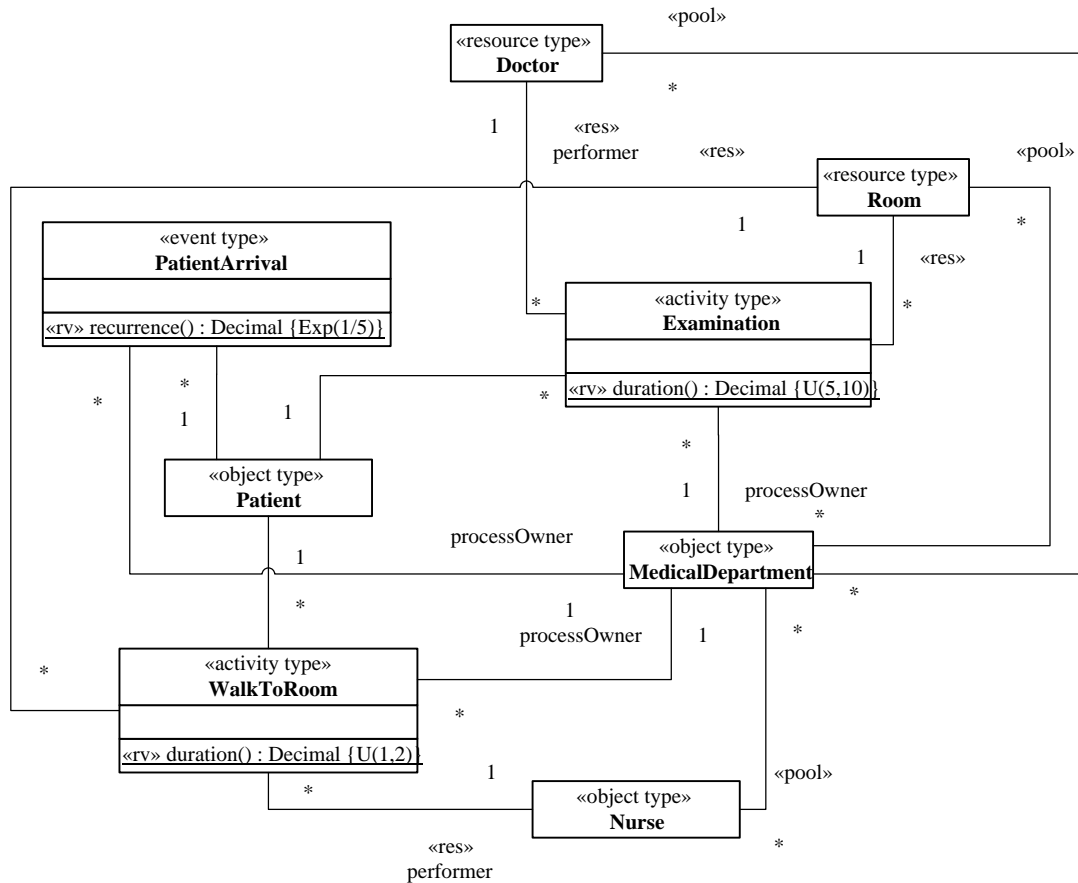 «pool»
«resource type»
Doctor
*
1
«res»
performer
«res»
«pool»
«resource type»
Room
*
1
1
«res»
«event type»
PatientArrival
«rv» recurrence() : Decimal {Exp(1/5)}
*
*
«activity type»
Examination
«rv» duration() : Decimal {U(5,10)}
*
*
1
1
*
*
«object type»
Patient
1
processOwner
*
processOwner
1
«object type»
MedicalDepartment
*
*
1
processOwner
1
*
*
«activity type»
WalkToRoom
«rv» duration() : Decimal {U(1,2)}
*
*
1
«pool»
«object type»
Nurse
*
«res»
performer